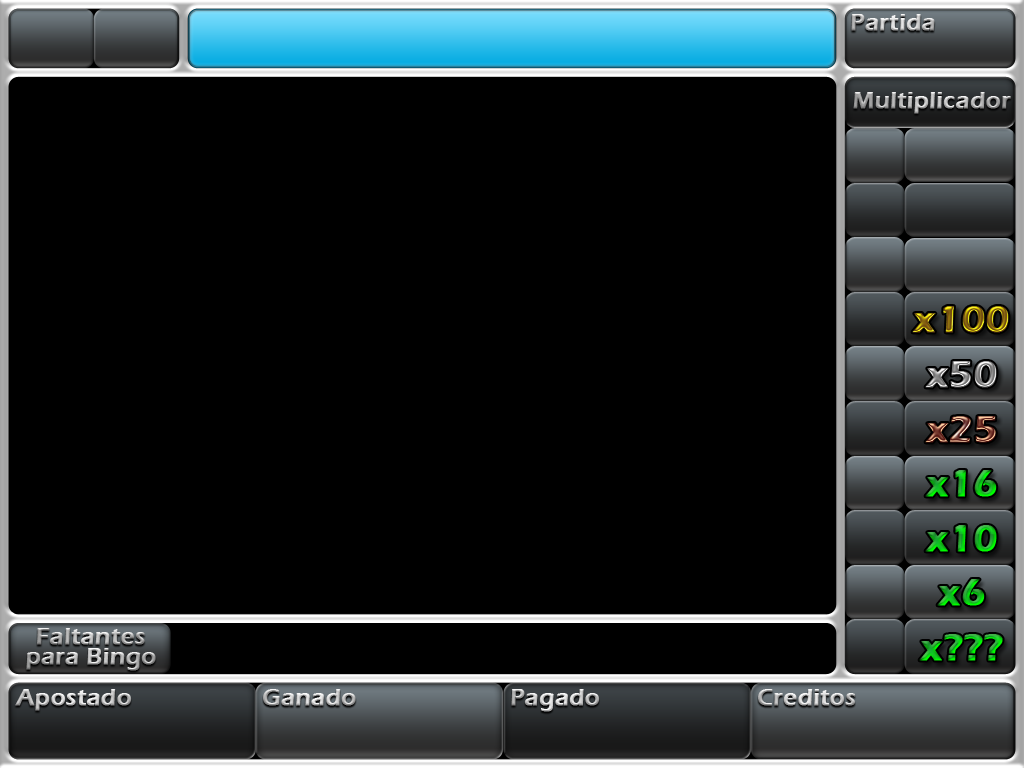 Partida
Multiplicador
x100
x50
x25
x16
x10
x6
x???
Faltantes
para Bingo
Apostado
Ganado
Pagado
Creditos